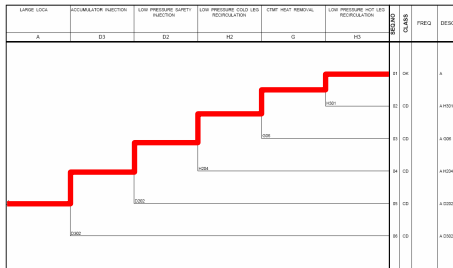 LARGE LOCA
ACCUMULATOR INJECTION
LOW PRESSURE SAFETY
INJECTION
LOW PRESSURE COLD LEG
RECIRCULATION
CTMT HEAT REMOVAL
LOW PRESSURE HOT LEG
RECIRCULATION
SEQ.NO
CLASS
FREQ
DESC
A
D3
D2
H2
G
H3
01 OK A
H301
02 CD A H301
G05
03 CD A G05
H204
04 CD A H204
D202
05 CD A D202
D302
06 CD A D302